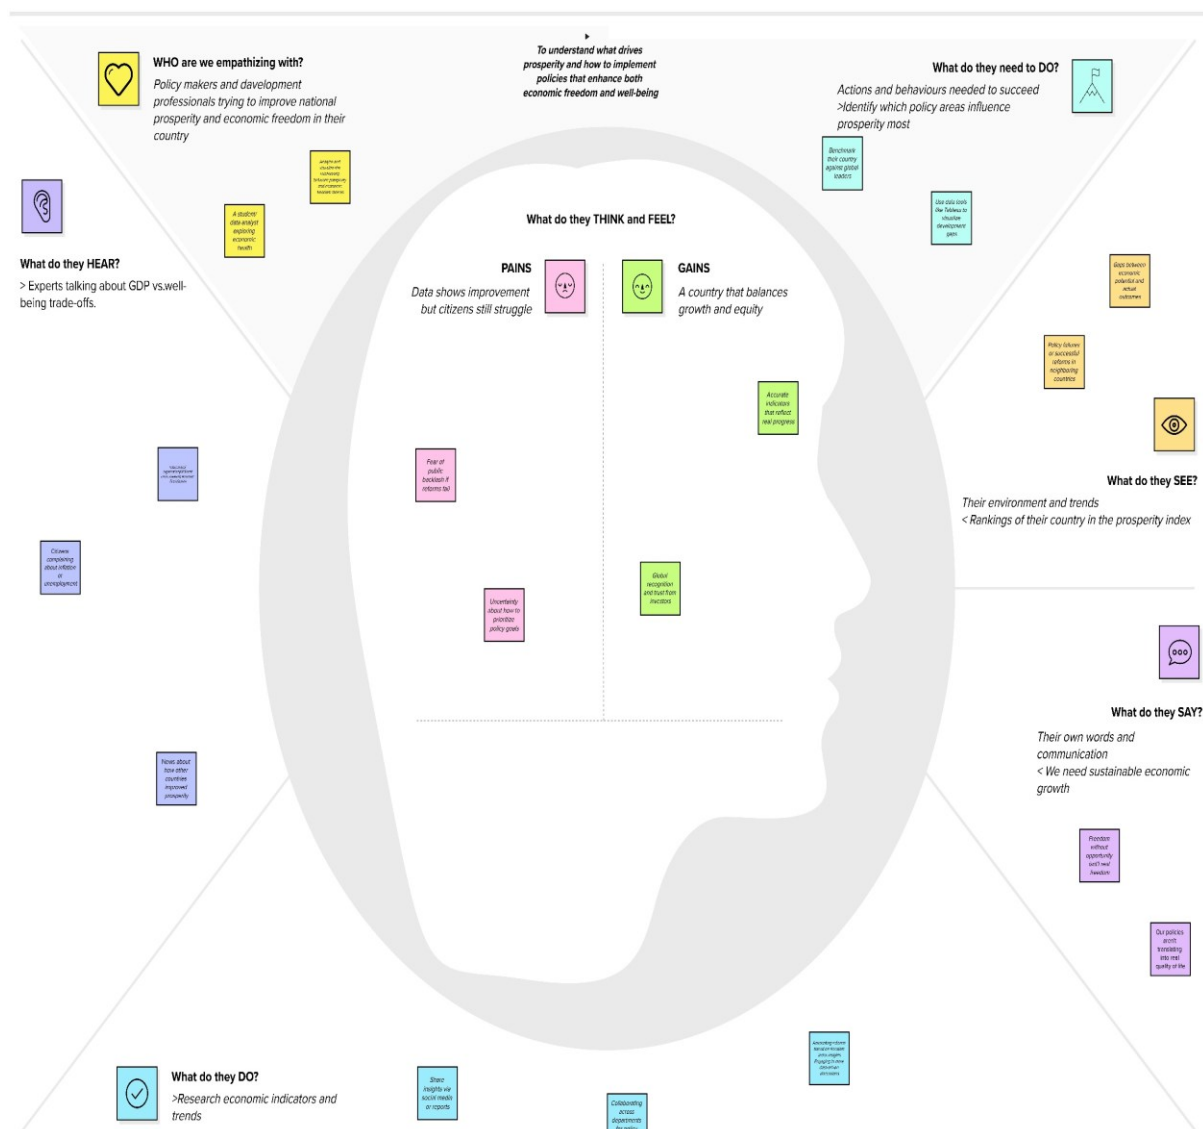 To understand what drives
prosperity and how to implement
policies that enhance both
economic freedom and well-being
WHO are we empathizing with?
Policy makers and davelopment
professionals trying to improve national
prosperity and economic freedom in their
country
A student/
data analyst
exploring
economic
health
What do they need to DO?
Actions and behaviours needed to succeed
>Identify which policy areas influence
prosperity most
Benchmark
their country
against global
leaders
Use data tools
like Tableau to
visualize
development
gaps
What do they HEAR?
> Experts talking about GDP vs.well-
being trade-offs.
Citizens
complaining
about inflation
or
unemployment
News about
how other
countries
improved
prosperity
What do they THINK and FEEL?
PAINS
Data shows improvement
but citizens still struggle
Fear of
public
backlash if
reforms fail
Uncertainty
about how to
prioritize
policy goals
GAINS
A country that balances
growth and equity
Accurate
indicators
that reflect
real progress
Global
recognition
and trust from
investors
Gaps between
economic
potential and
actual
outcomes
Policy failures
or successful
reforms in
neighboring
countries
What do they SEE?
Their environment and trends
< Rankings of their country in the prosperity index
What do they SAY?
Their own words and
communication
< We need sustainable economic
growth
Freedom
without
opportunity
isn't real
freedom
Our policies
aren't
translating
into real
quality of life
What do they DO?
>Research economic indicators and
trends
Share
insights via
social media
or reports
Collaborating
across
departments